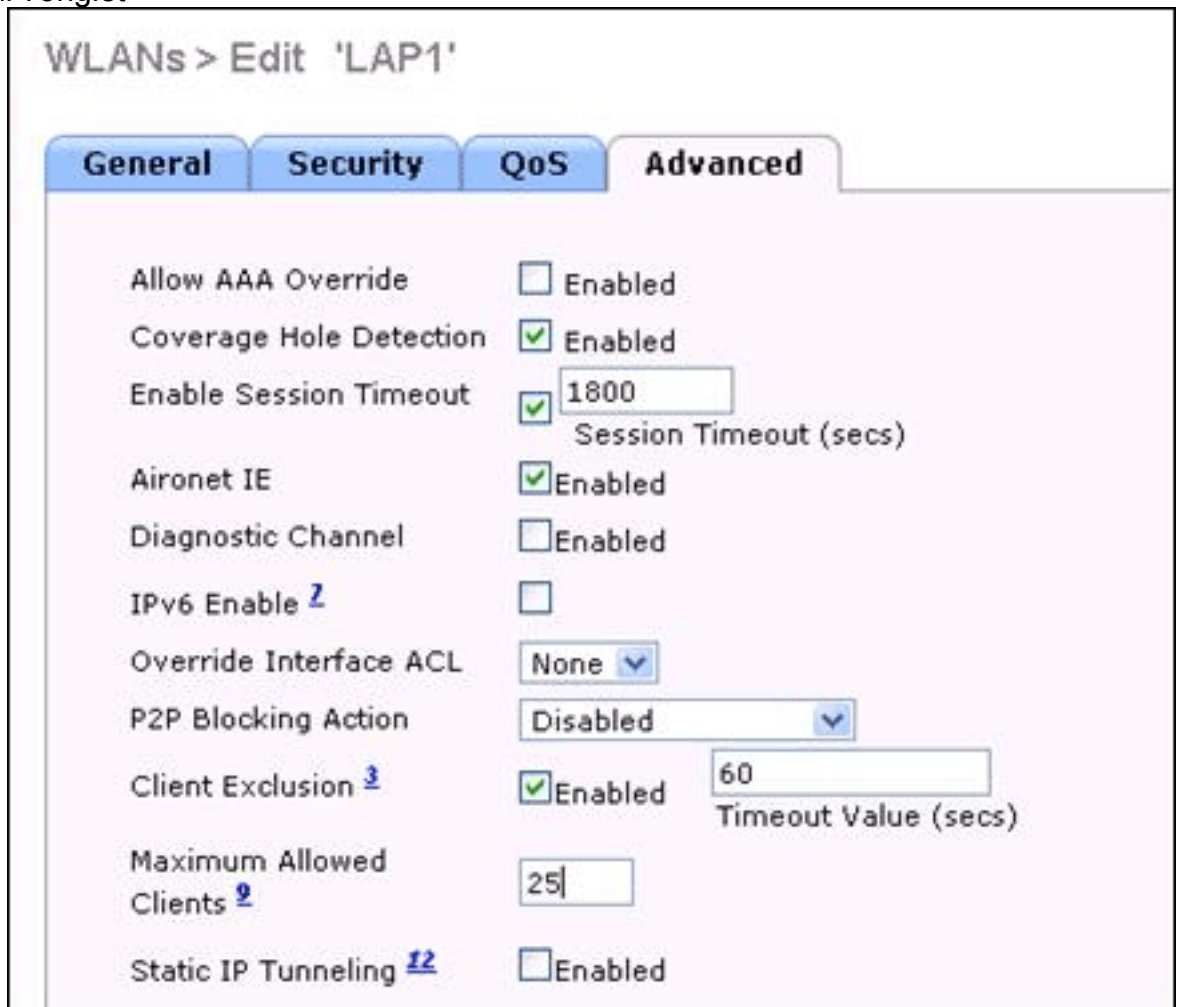 WLANs > Edit 'LAP1'
General Security QoS Advanced
Allow AAA Override Enabled
Coverage Hole Detection Enabled
Enable Session Timeout 1800
Session Timeout (secs)
Aironet IE Enabled
Diagnostic Channel Enabled
IPv6 Enable 7
Override Interface ACL None
P2P Blocking Action Disabled
Client Exclusion 3 Enabled 60
Timeout Value (secs)
Maximum Allowed
Clients 9 25
Static IP Tunneling 12 Enabled